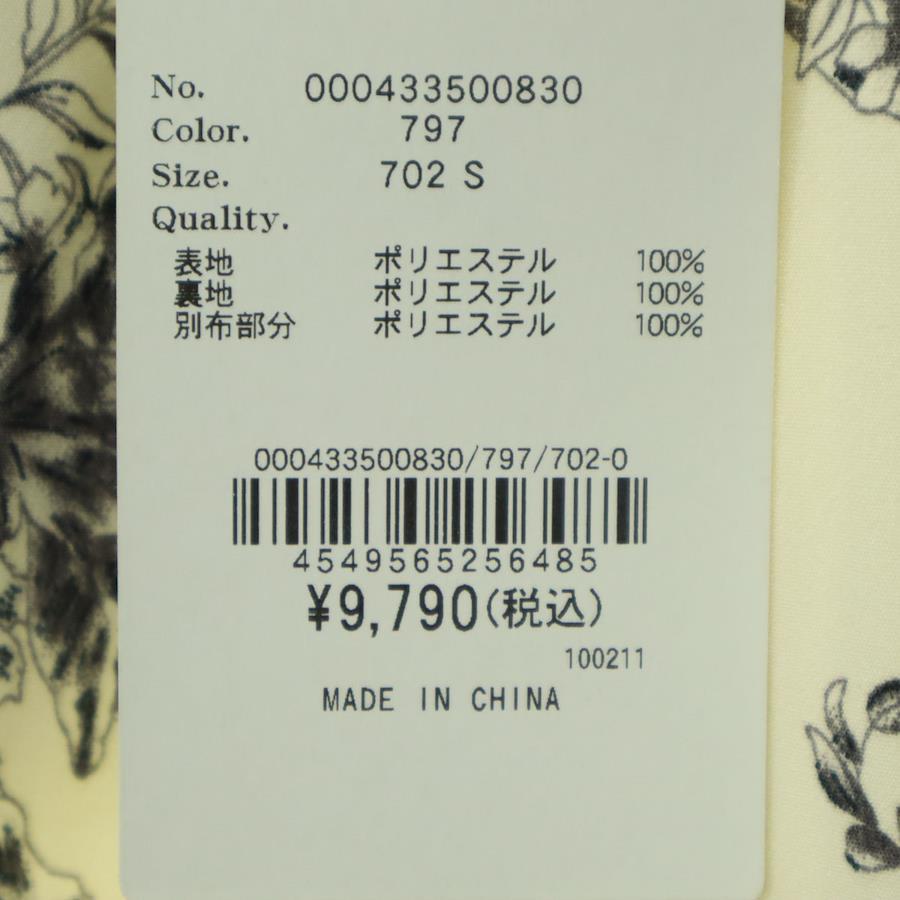 No. 000433500830
Color. 797
Size. 702 S
Quality.
表地 ポリエステル 100%
裏地 ポリエステル 100%
別布部分 ポリエステル 100%
000433500830/797/702-0
4549565256485
¥9,790(税込)
100211
MADE IN CHINA